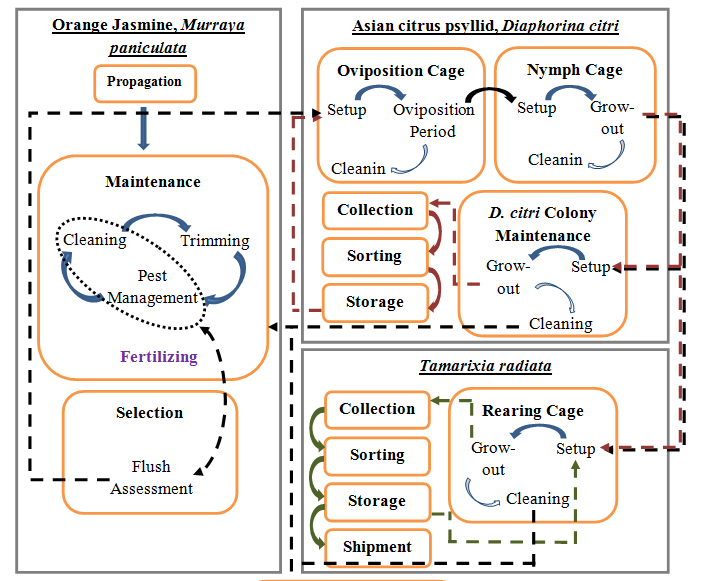 Orange Jasmine, Murraya
paniculata
Propagation
Maintenance
Cleaning
Trimming
Pest
Management
Fertilizing
Selection
Flush
Assessment
Asian citrus psyllid, Diaphorina citri
Oviposition Cage
Setup
Oviposition
Period
Cleanin
Nymph Cage
Setup
Grow-
out
Cleanin
Collection
Sorting
Storage
D. citri Colony
Maintenance
Grow-
out
Setup
Cleaning
Tamarixia radiata
Collection
Sorting
Storage
Shipment
Rearing Cage
Grow-
out
Setup
Cleaning